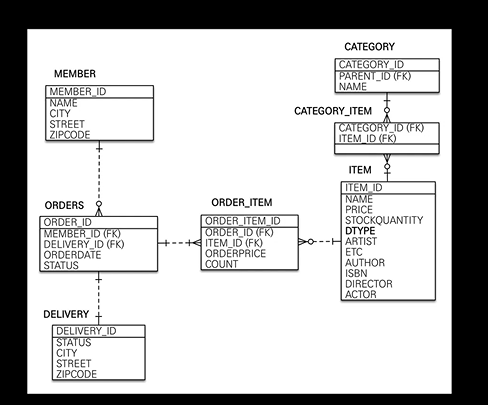 CATEGORY
CATEGORY_ID
PARENT_ID (FK)
NAME
MEMBER
MEMBER_ID
NAME
CITY
STREET
ZIPCODE
CATEGORY_ITEM
CATEGORY_ID (FK)
ITEM_ID (FK)
ITEM
ITEM_ID
NAME
PRICE
STOCKQUANTITY
DTYPE
ARTIST
ETC
AUTHOR
ISBN
DIRECTOR
ACTOR
ORDERS
ORDER_ID
MEMBER_ID (FK)
DELIVERY_ID (FK)
ORDERDATE
STATUS
ORDER_ITEM
ORDER_ITEM_ID
ORDER_ID (FK)
ITEM_ID (FK)
ORDERPRICE
COUNT
DELIVERY
DELIVERY_ID
STATUS
CITY
STREET
ZIPCODE